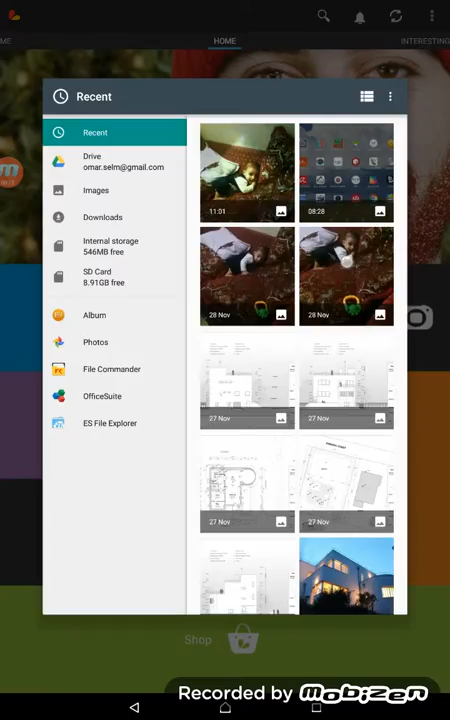 ME
HOME
INTERESTING
Recent
Recent
Drive
omar.selm@gmail.com
Images
Downloads
Internal storage
546MB free
SD Card
8.91GB free
Album
Photos
File Commander
OfficeSuite
ES File Explorer
11:01
08:28
28 Nov
28 Nov
27 Nov
27 Nov
27 Nov
27 Nov
Shop
Recorded by MOBIZEN